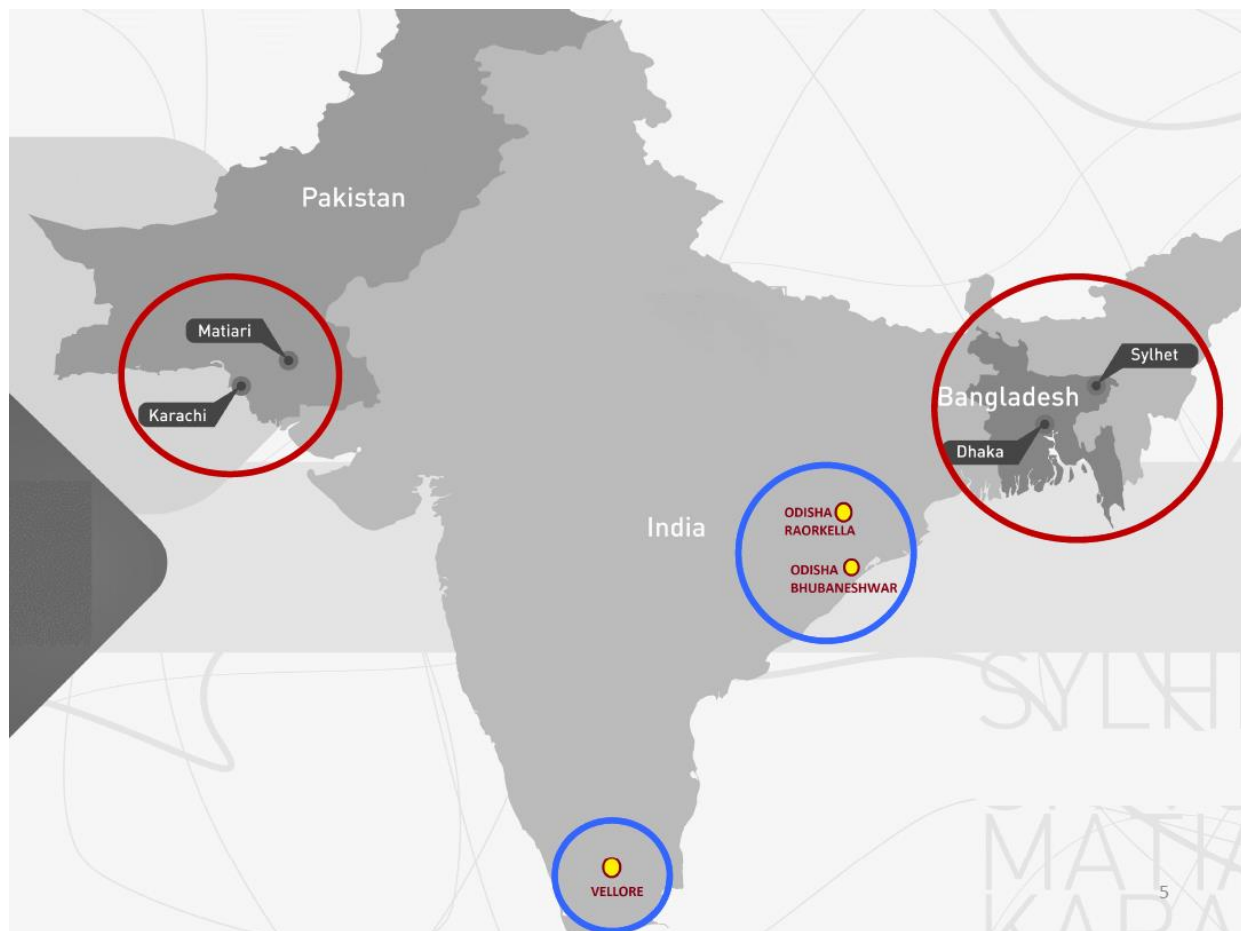 Pakistan
Matiari
Karachi
Sylhet
Bangladesh
Dhaka
India
ODISHA
RAORKELLA
ODISHA
BHUBANESHWAR
VELLORE
SYLHE
MATIA
KARA
5